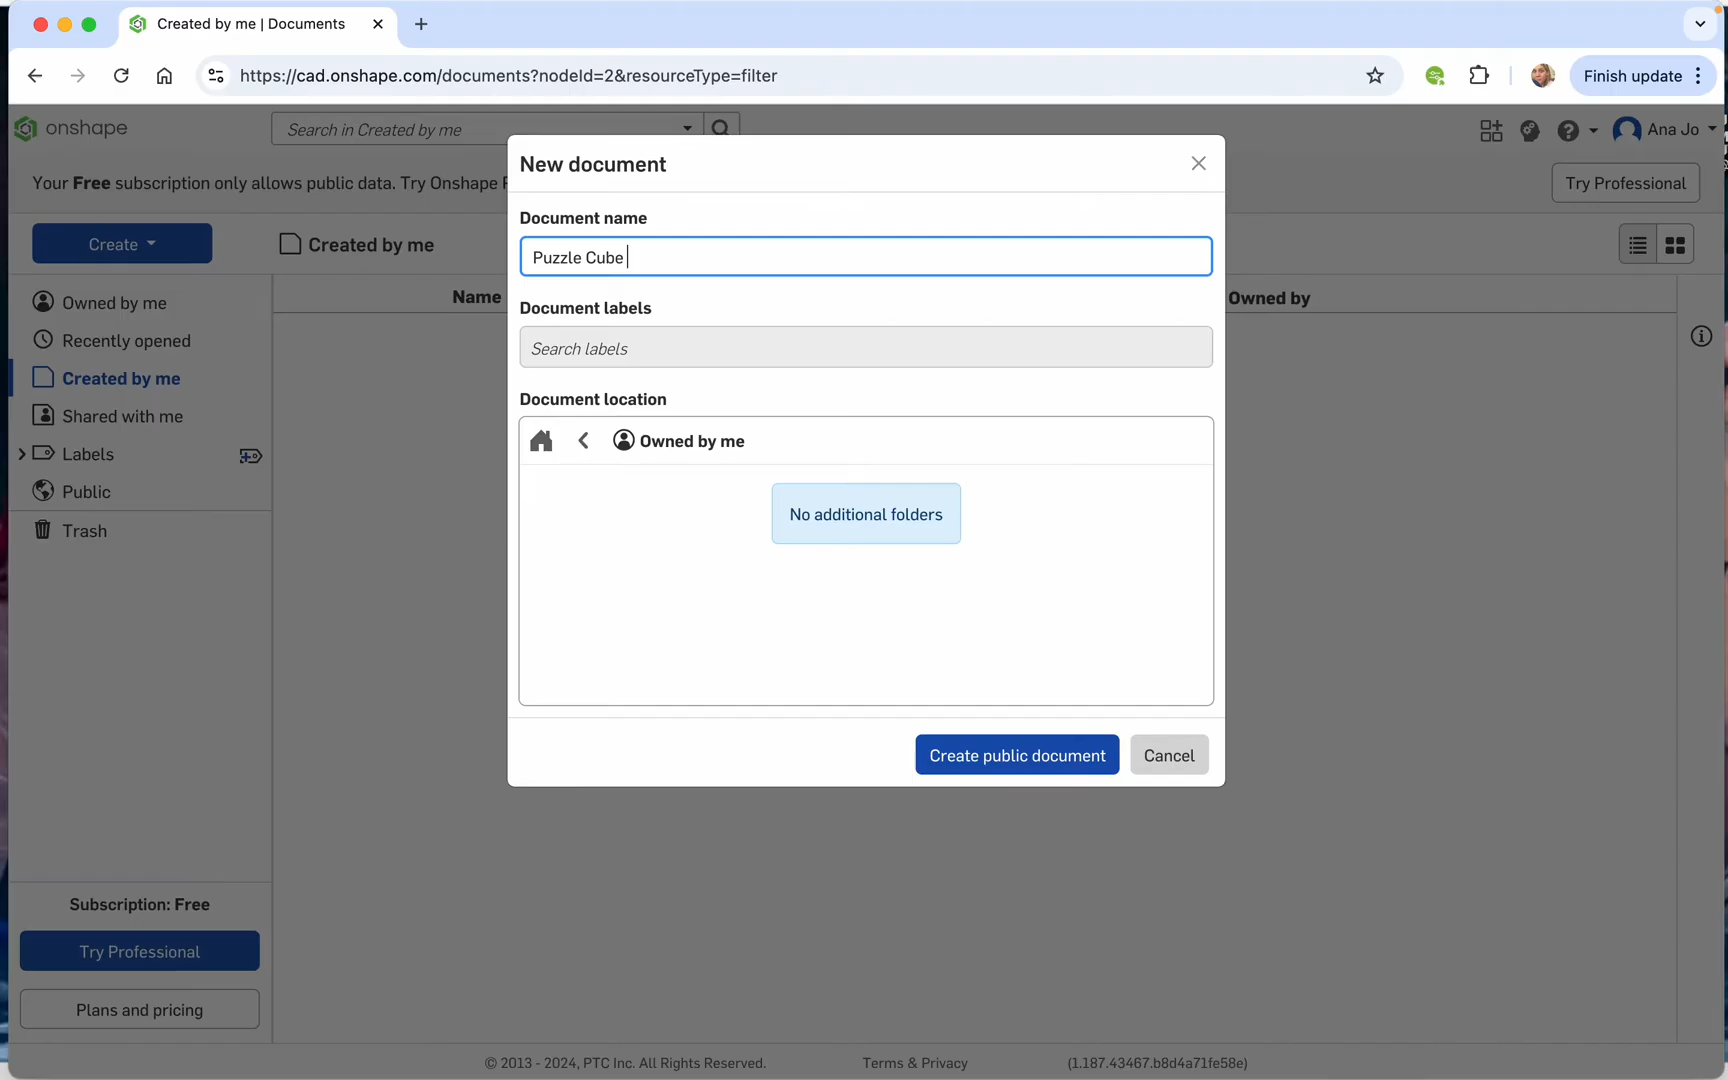 Created by me | Documents
https://cad.onshape.com/documents?nodeId=2&resourceType=filter
Finish update
onshape
Search in Created by me
Ana Jo
Your Free subscription only allows public data. Try Onshape
Try Professional
Create
Created by me
Owned by me
Recently opened
Created by me
Shared with me
Labels
Public
Trash
Name
Owned by
New document
Document name
Puzzle Cube
Document labels
Search labels
Document location
Owned by me
No additional folders
Create public document
Cancel
Subscription: Free
Try Professional
Plans and pricing
© 2013 - 2024, PTC Inc. All Rights Reserved.
Terms & Privacy
(1.187.43467.b8d4a71fe58e)